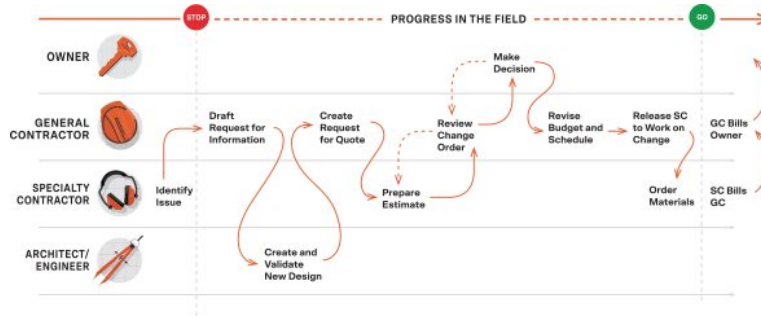 STOP
PROGRESS IN THE FIELD
GO
OWNER
Make
Decision
GENERAL
CONTRACTOR
Draft
Request for
Information
Create
Request
for Quote
Review
Change
Order
Revise
Budget and
Schedule
Release SC
to Work on
Change
GC Bills
Owner
SPECIALTY
CONTRACTOR
Identify
Issue
Prepare
Estimate
Order
Materials
SC Bills
GC
ARCHITECT/
ENGINEER
Create and
Validate
New Design